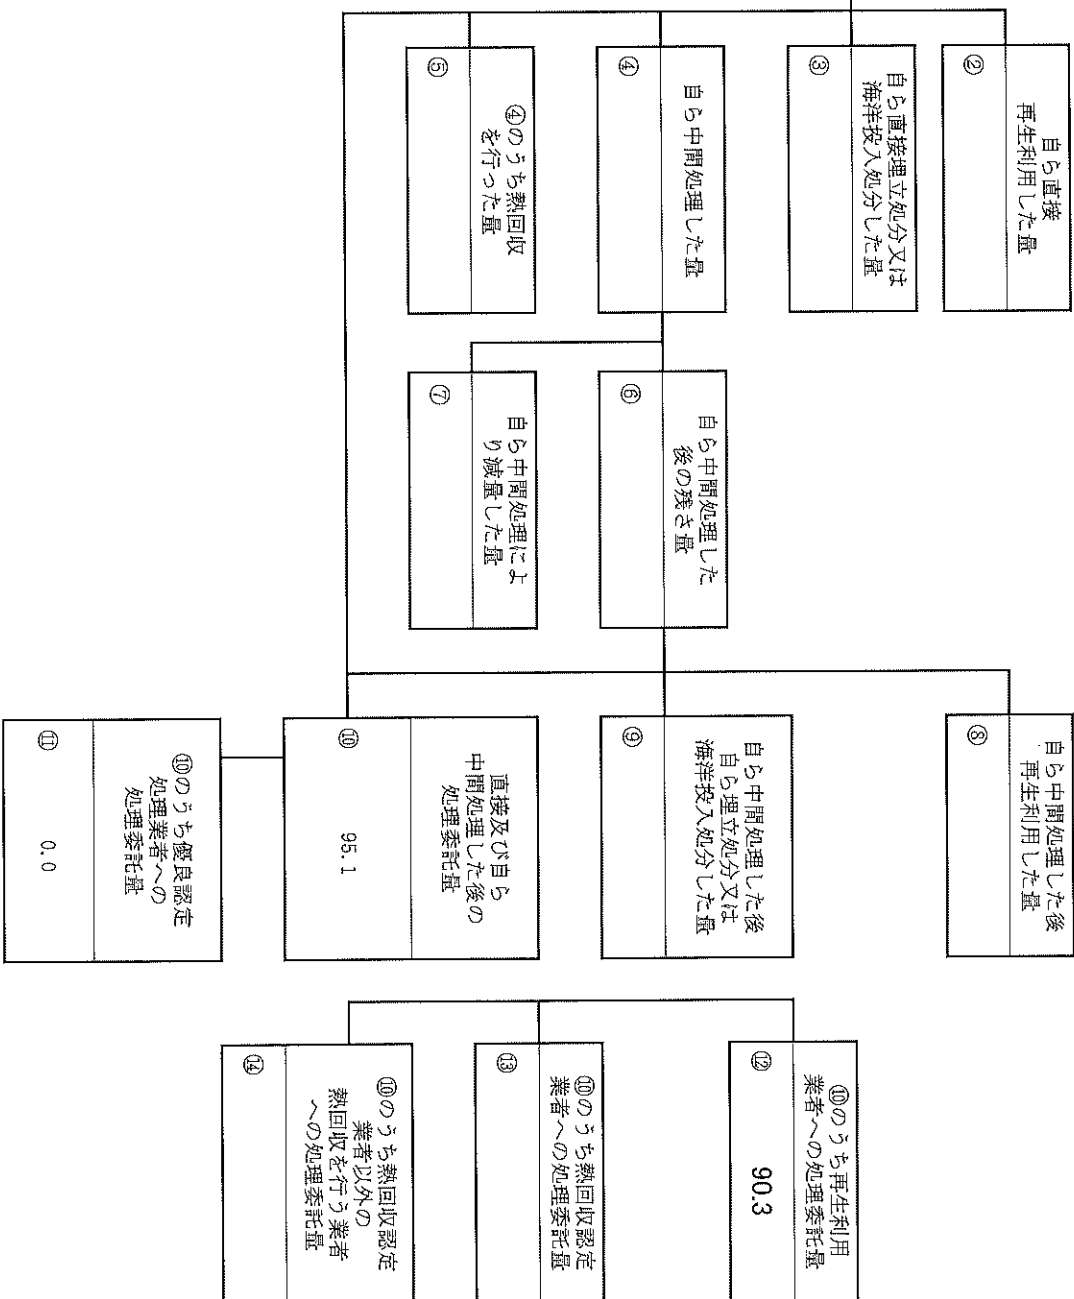 自ら直接
再生利用した量
②
自ら直接埋立処分又は
海洋投入処分した量
③
自ら中間処理した量
④
④のうち熱回収
を行った量
⑤
自ら中間処理した
後の残さ量
⑥
自ら中間処理によ
り減量した量
⑦
自ら中間処理した後
再生利用した量
⑧
自ら中間処理した後
自ら埋立処分又は
海洋投入処分した量
⑨
直接及び自ら
中間処理した後の
処理委託量
⑩
95.1
⑩のうち優良認定
処理業者への
処理委託量
⑪
0.0
⑩のうち再生利用
業者への処理委託量
⑫
90.3
⑩のうち熱回収認定
業者への処理委託量
⑬
⑩のうち熱回収認定
業者以外の
熱回収を行う業者
への処理委託量
⑭